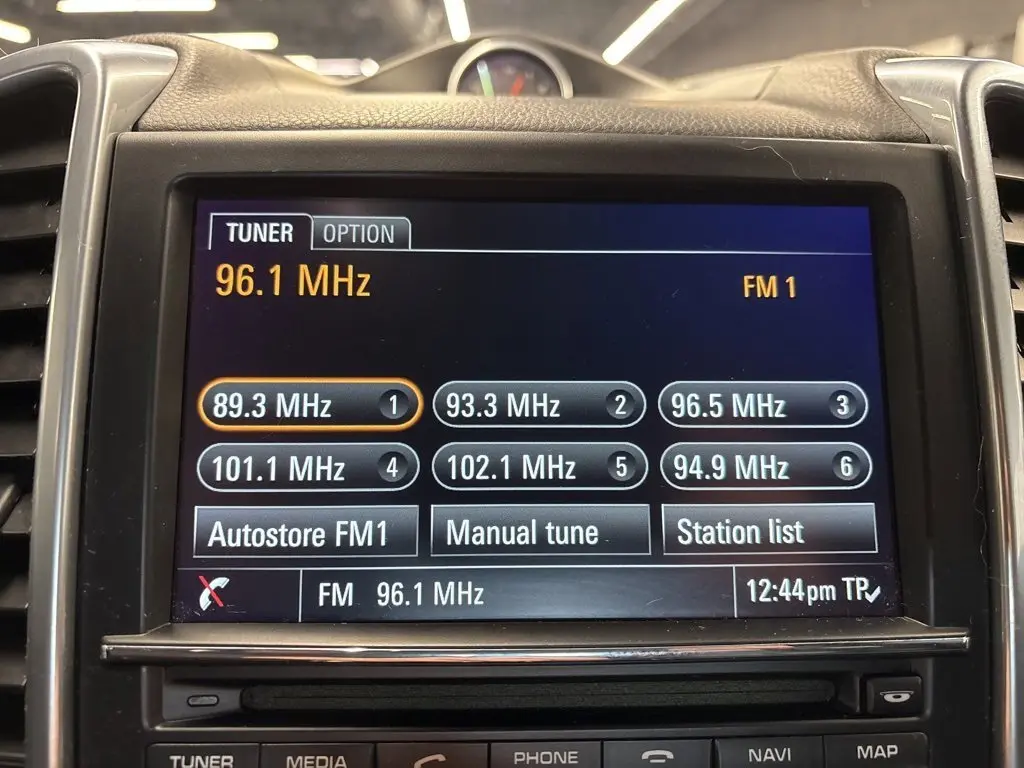 TUNER OPTION
96.1 MHz FM 1
89.3 MHz 1 93.3 MHz 2 96.5 MHz 3
101.1 MHz 4 102.1 MHz 5 94.9 MHz 6
Autostore FM1 Manual tune Station list
FM 96.1 MHz 12:44pm TP
TUNER MEDIA PHONE NAVI MAP